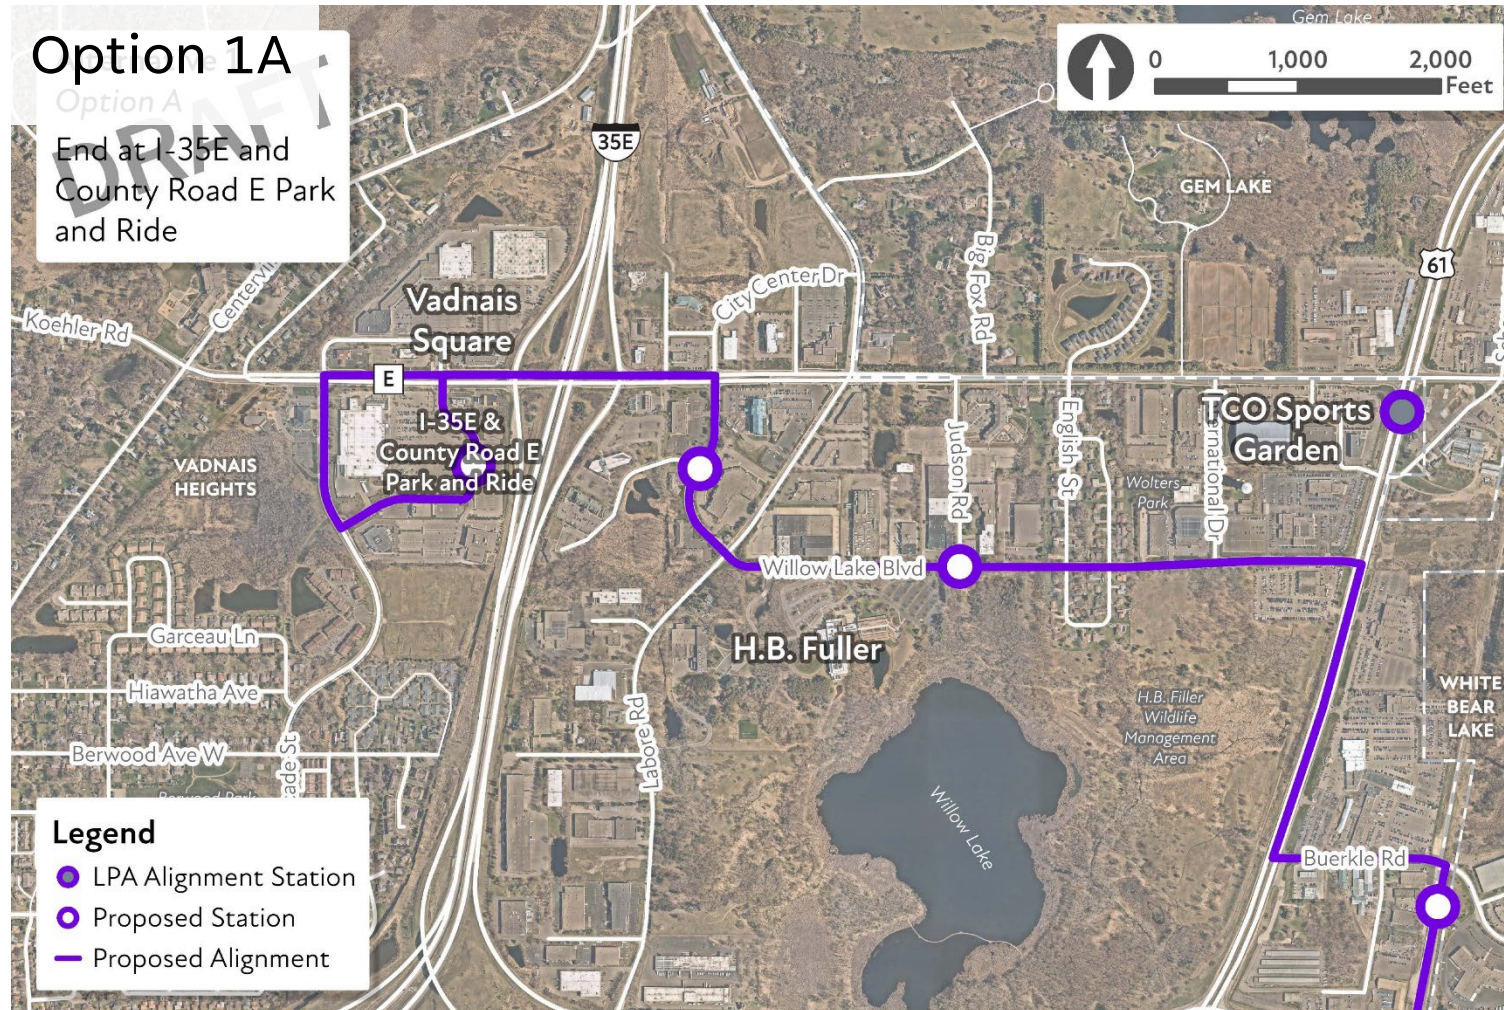 Option 1A
Option A
DRAFT
End at I-35E and
County Road E Park
and Ride
Gem Lake
0 1,000 2,000
Feet
35E
GEM LAKE
61
Big Fox Rd
City Center Dr
Koehler Rd
Vadnais
Square
E
I-35E &
County Road E
Park and Ride
VADNAIS
HEIGHTS
TCO Sports
Garden
Judson Rd
English St
Wolters
Park
Willow Lake Blvd
H.B. Fuller
Garceau Ln
Hiawatha Ave
Berwood Ave W
Labore Rd
H.B. Filler
Wildlife
Management
Area
WHITE
BEAR
LAKE
Willow Lake
Buerkle Rd
Legend
LPA Alignment Station
Proposed Station
Proposed Alignment